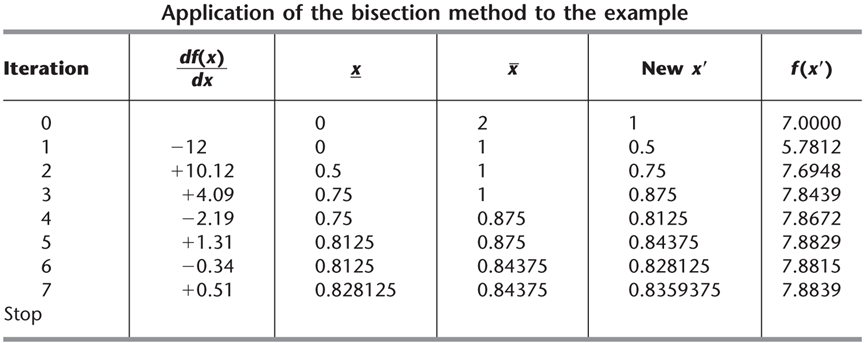 Application of the bisection method to the example
Iteration df(x)/dx x̲ x̅ New x′ f(x′)
0 0 2 1 7.0000
1 −12 0 1 0.5 5.7812
2 +10.12 0.5 1 0.75 7.6948
3 +4.09 0.75 1 0.875 7.8439
4 −2.19 0.75 0.875 0.8125 7.8672
5 +1.31 0.8125 0.875 0.84375 7.8829
6 −0.34 0.8125 0.84375 0.828125 7.8815
7 +0.51 0.828125 0.84375 0.8359375 7.8839
Stop